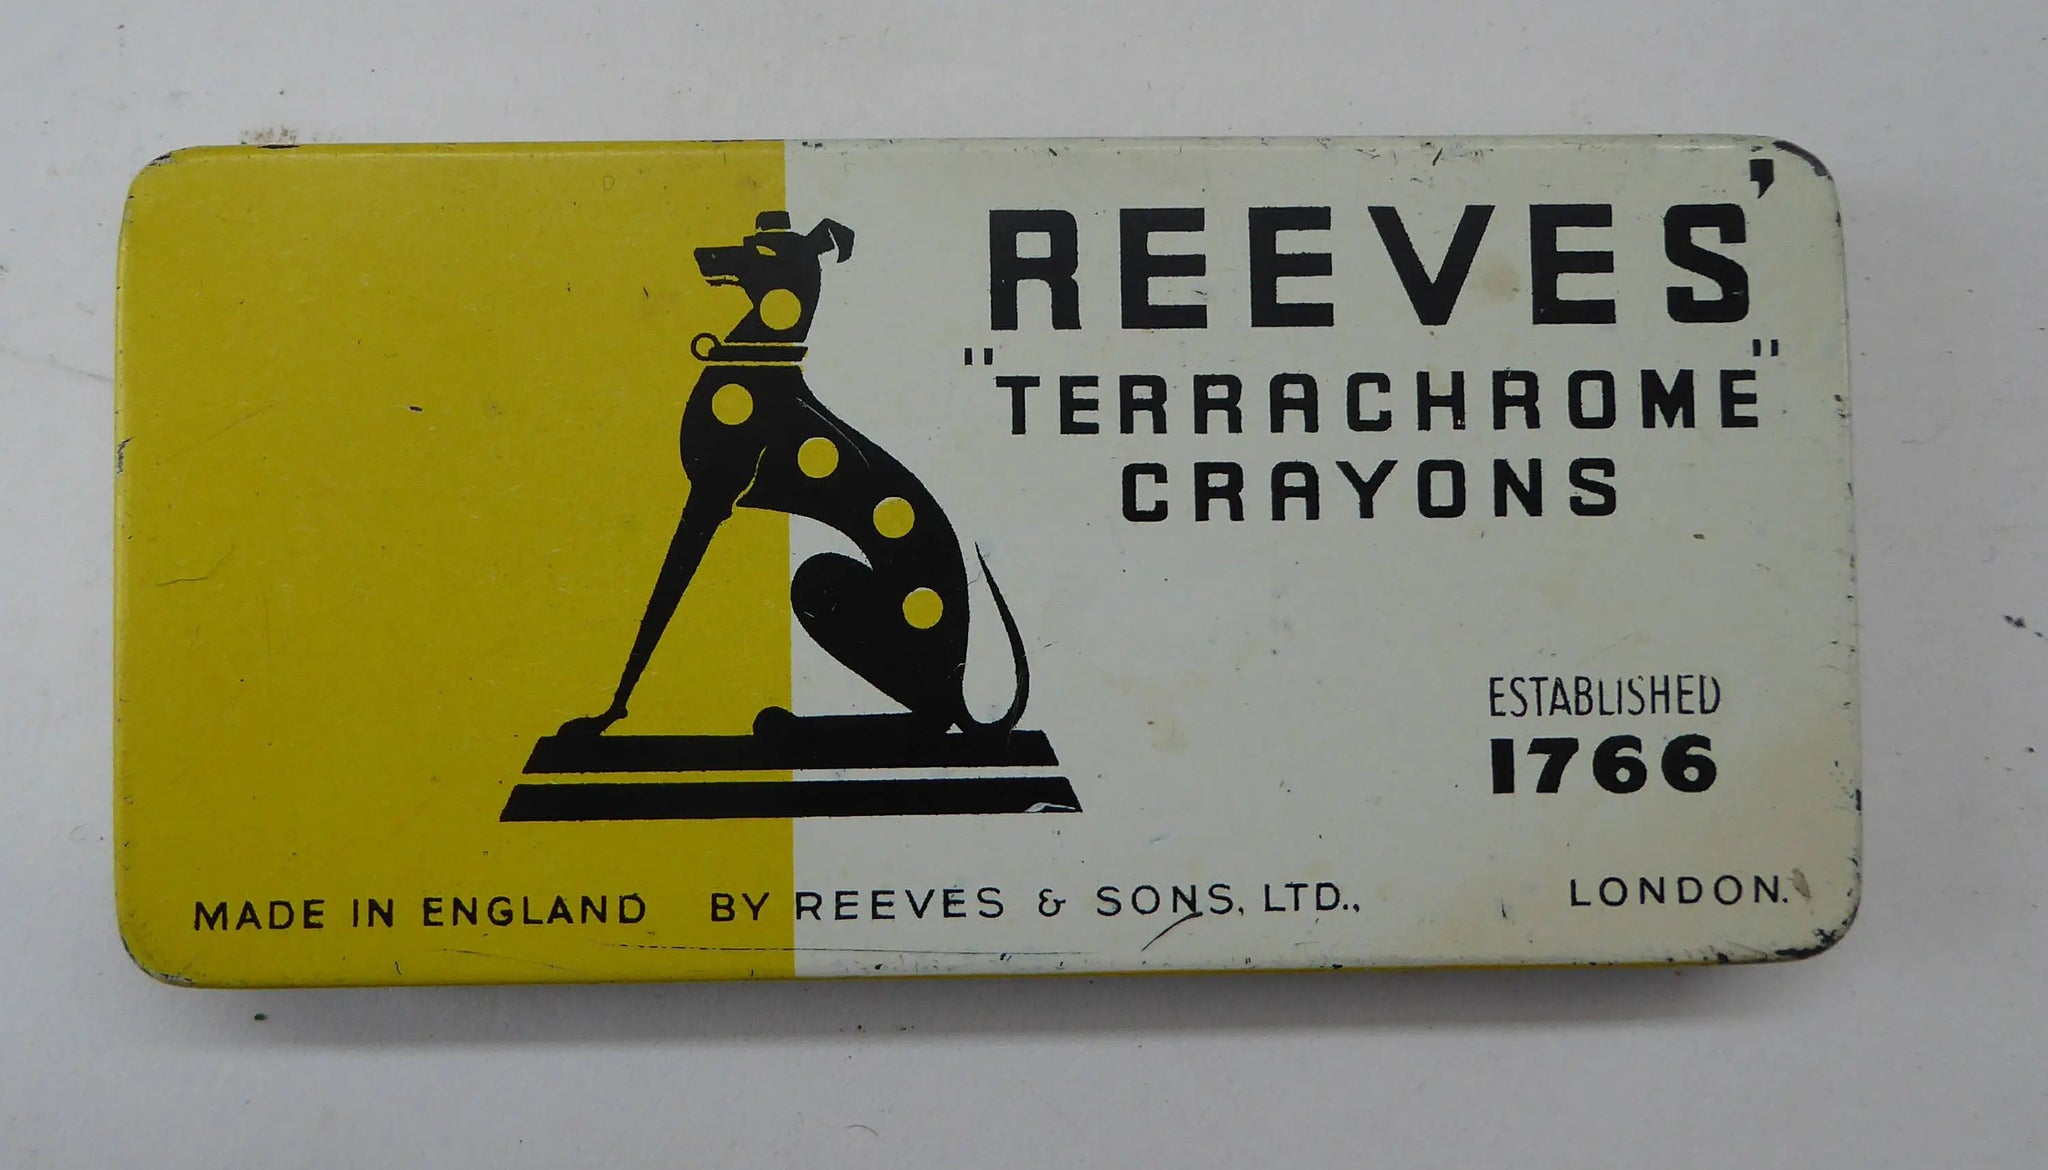 REEVES'
"TERRACHROME"
CRAYONS
ESTABLISHED
1766
MADE IN ENGLAND BY REEVES & SONS, LTD., LONDON.